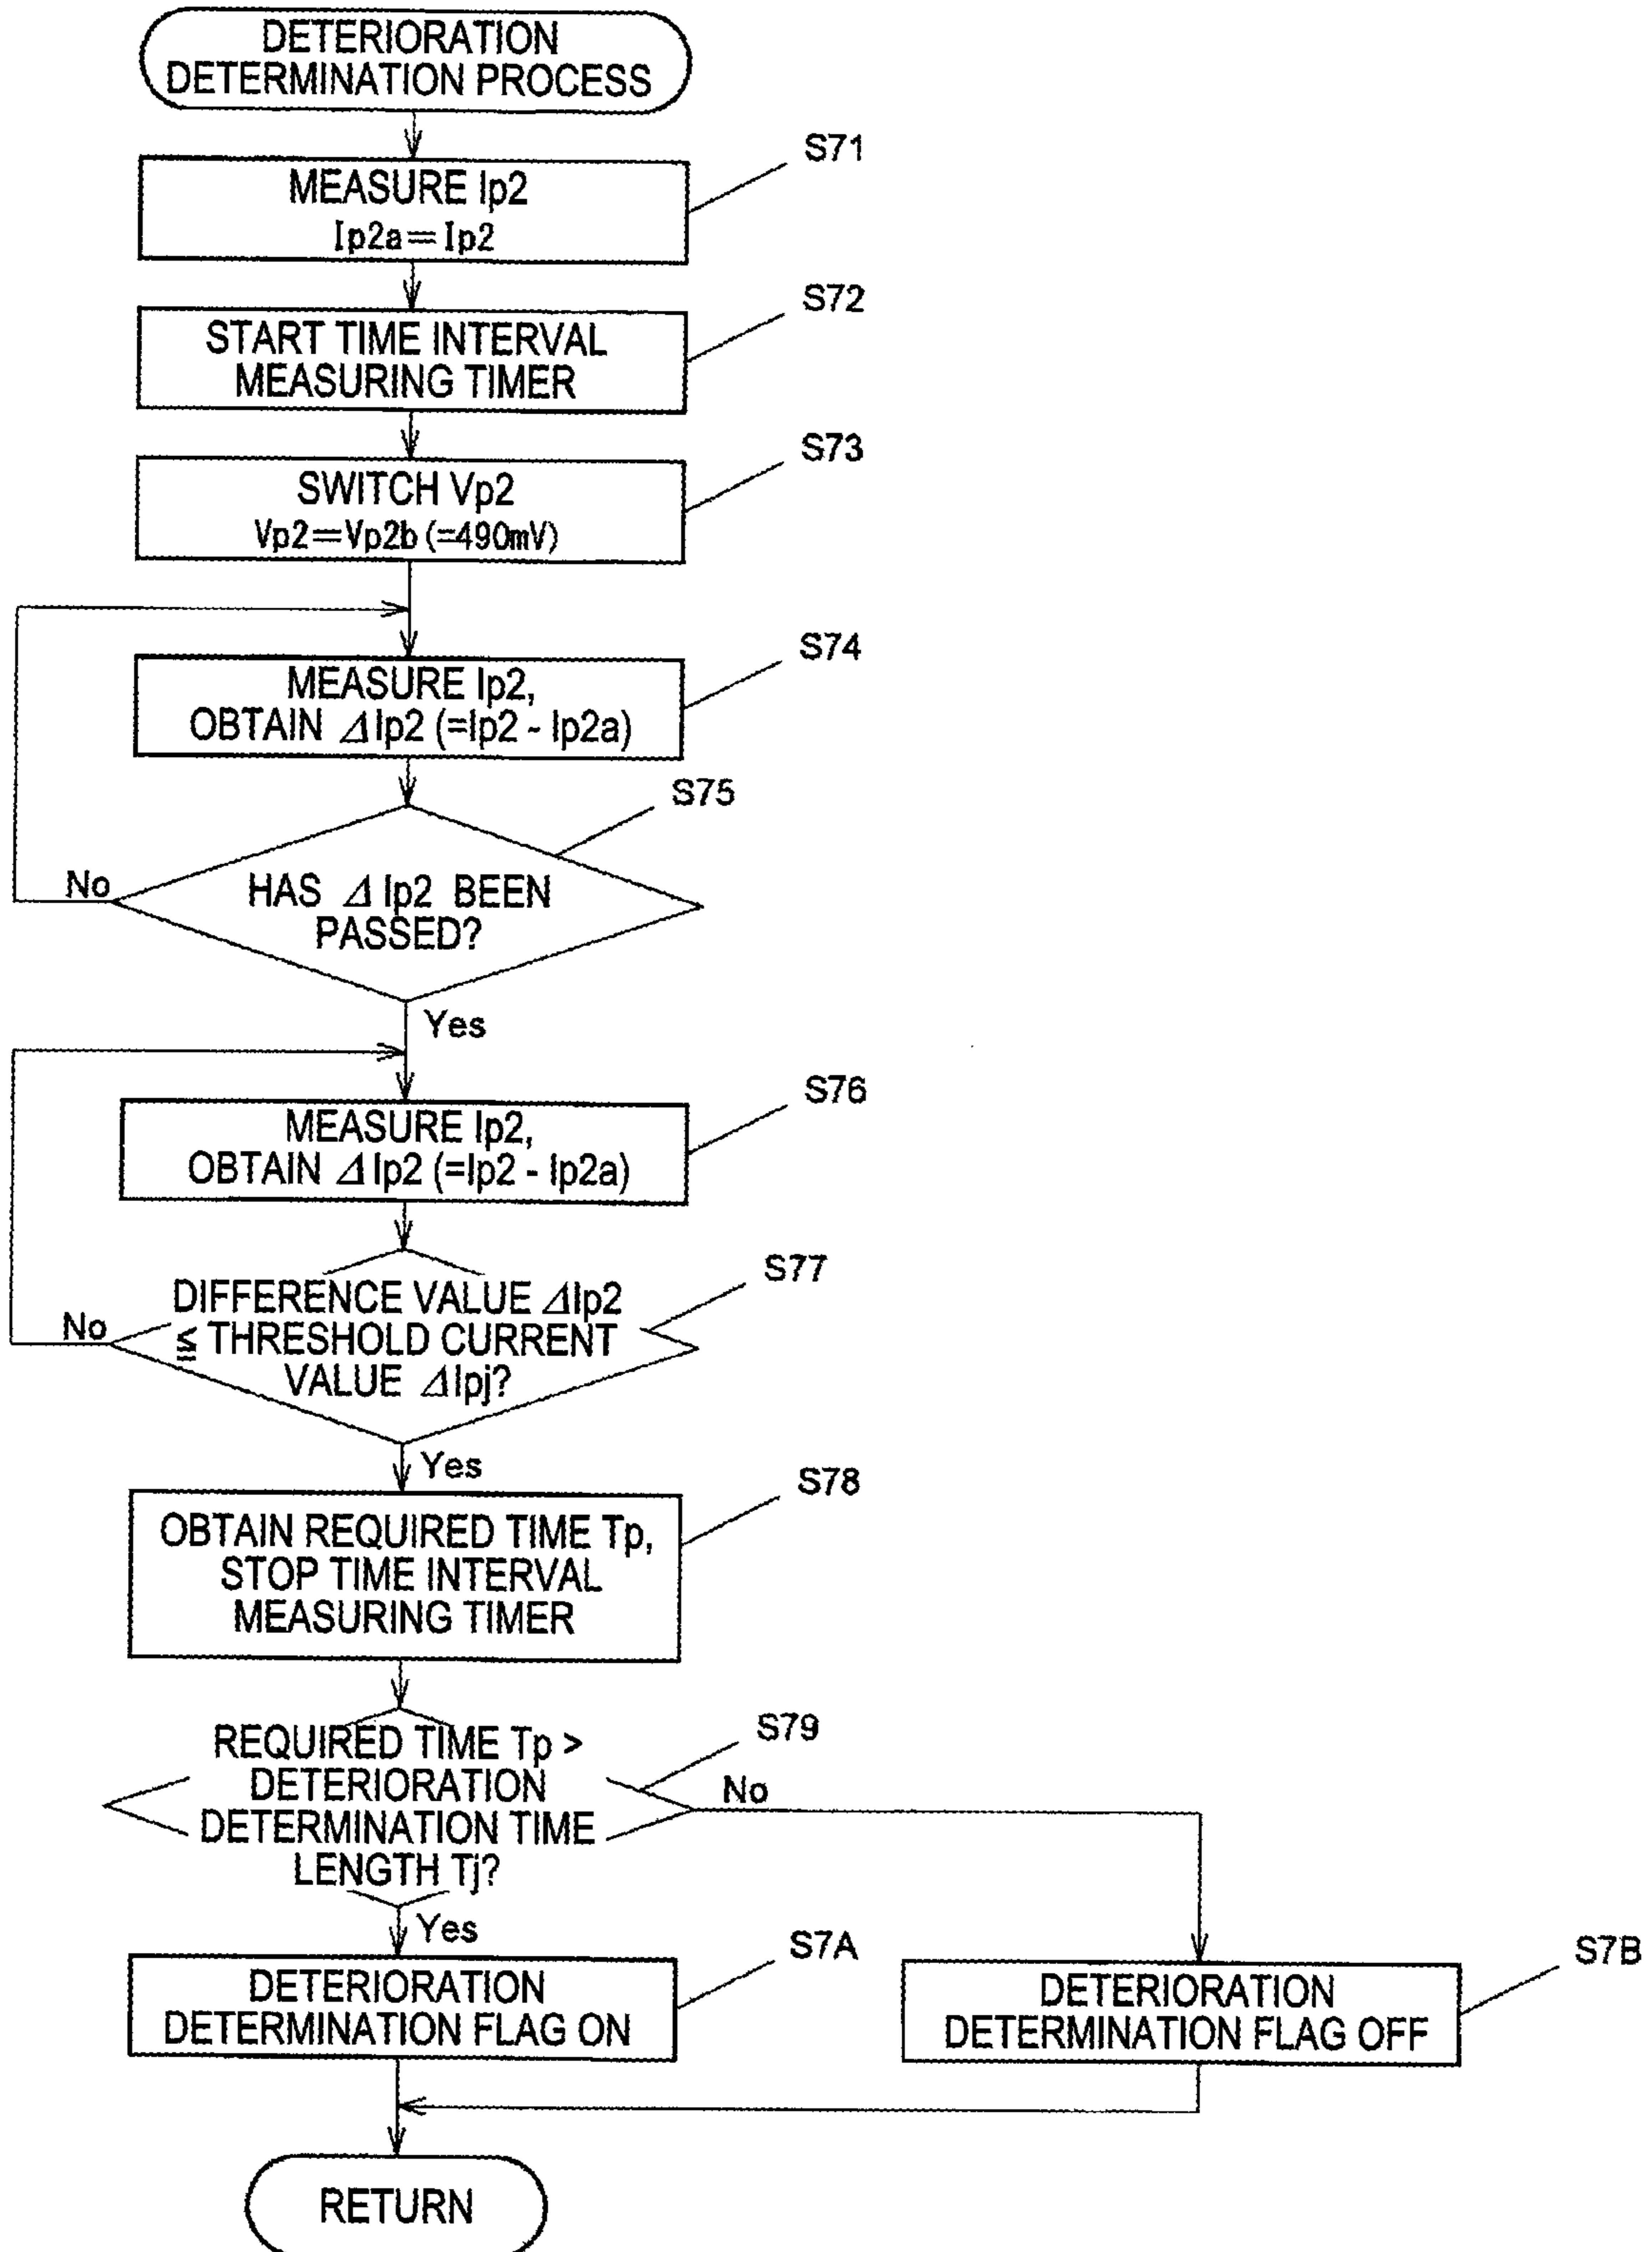 DETERIORATION
DETERMINATION PROCESS
S71
MEASURE Ip2
Ip2a=Ip2
S72
START TIME INTERVAL
MEASURING TIMER
S73
SWITCH Vp2
Vp2=Vp2b (=490mV)
S74
MEASURE Ip2,
OBTAIN ⊿Ip2 (=Ip2 - Ip2a)
S75
No
HAS ⊿Ip2 BEEN
PASSED?
Yes
S76
MEASURE Ip2,
OBTAIN ⊿Ip2 (=Ip2 - Ip2a)
S77
No
DIFFERENCE VALUE ⊿Ip2
≦ THRESHOLD CURRENT
VALUE ⊿Ipj?
Yes
S78
OBTAIN REQUIRED TIME Tp,
STOP TIME INTERVAL
MEASURING TIMER
S79
REQUIRED TIME Tp >
DETERIORATION
DETERMINATION TIME
LENGTH Tj?
No
Yes
S7A
DETERIORATION
DETERMINATION FLAG ON
S7B
DETERIORATION
DETERMINATION FLAG OFF
RETURN